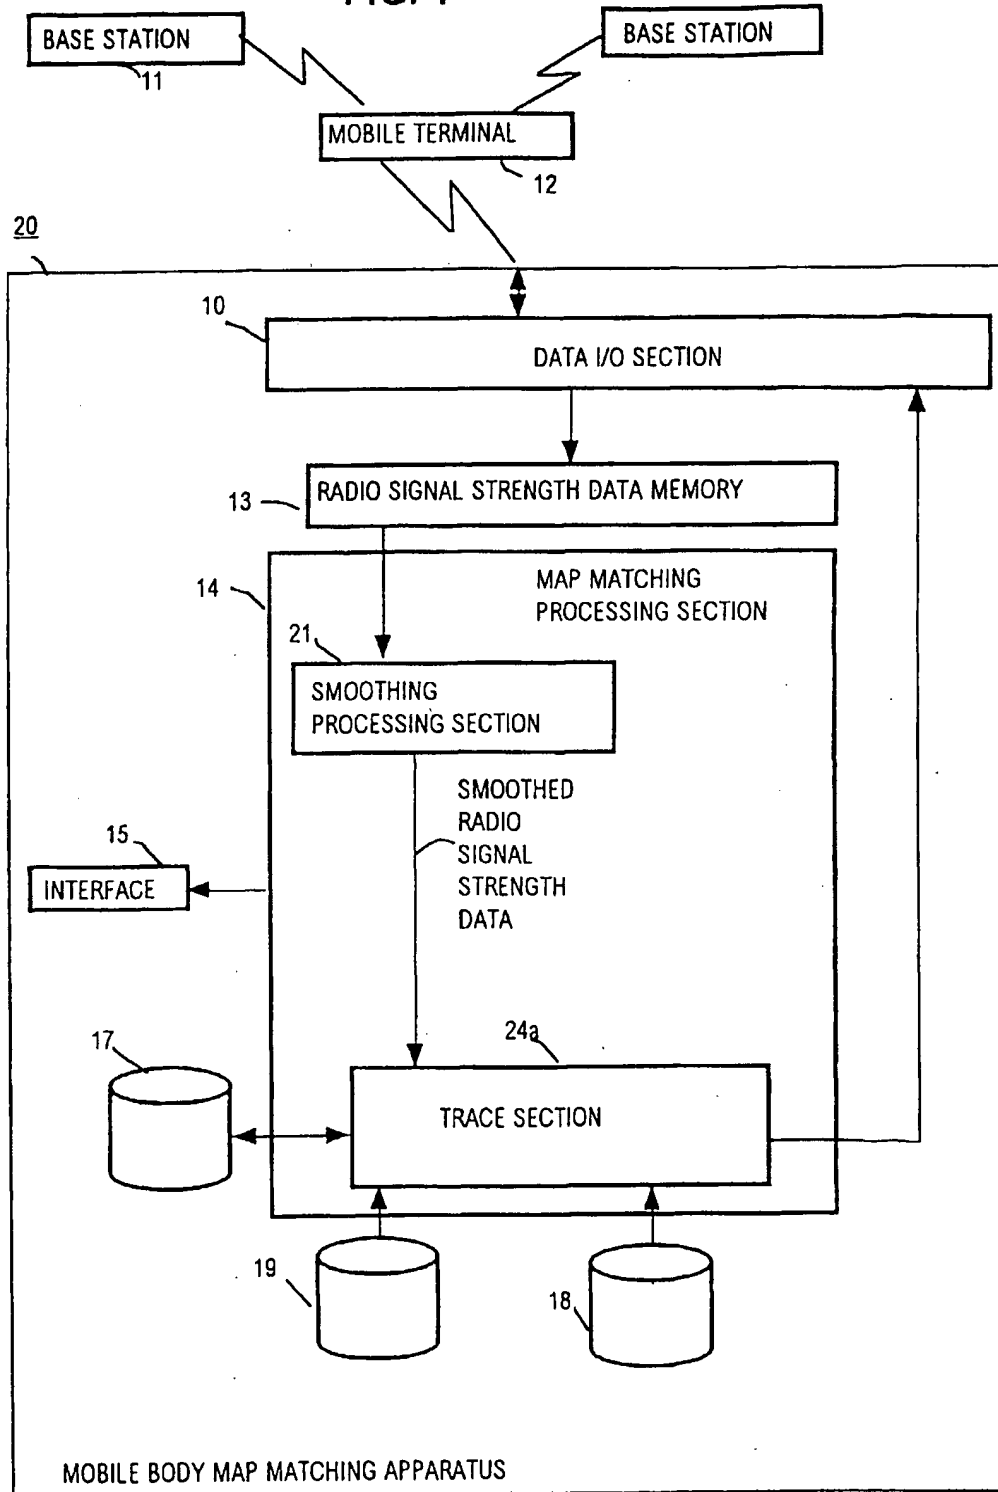 BASE STATION
BASE STATION
11
MOBILE TERMINAL
12
20
10
DATA I/O SECTION
13
RADIO SIGNAL STRENGTH DATA MEMORY
14
MAP MATCHING
PROCESSING SECTION
21
SMOOTHING
PROCESSING SECTION
SMOOTHED
RADIO
SIGNAL
STRENGTH
DATA
15
INTERFACE
17
24a
TRACE SECTION
19
18
MOBILE BODY MAP MATCHING APPARATUS